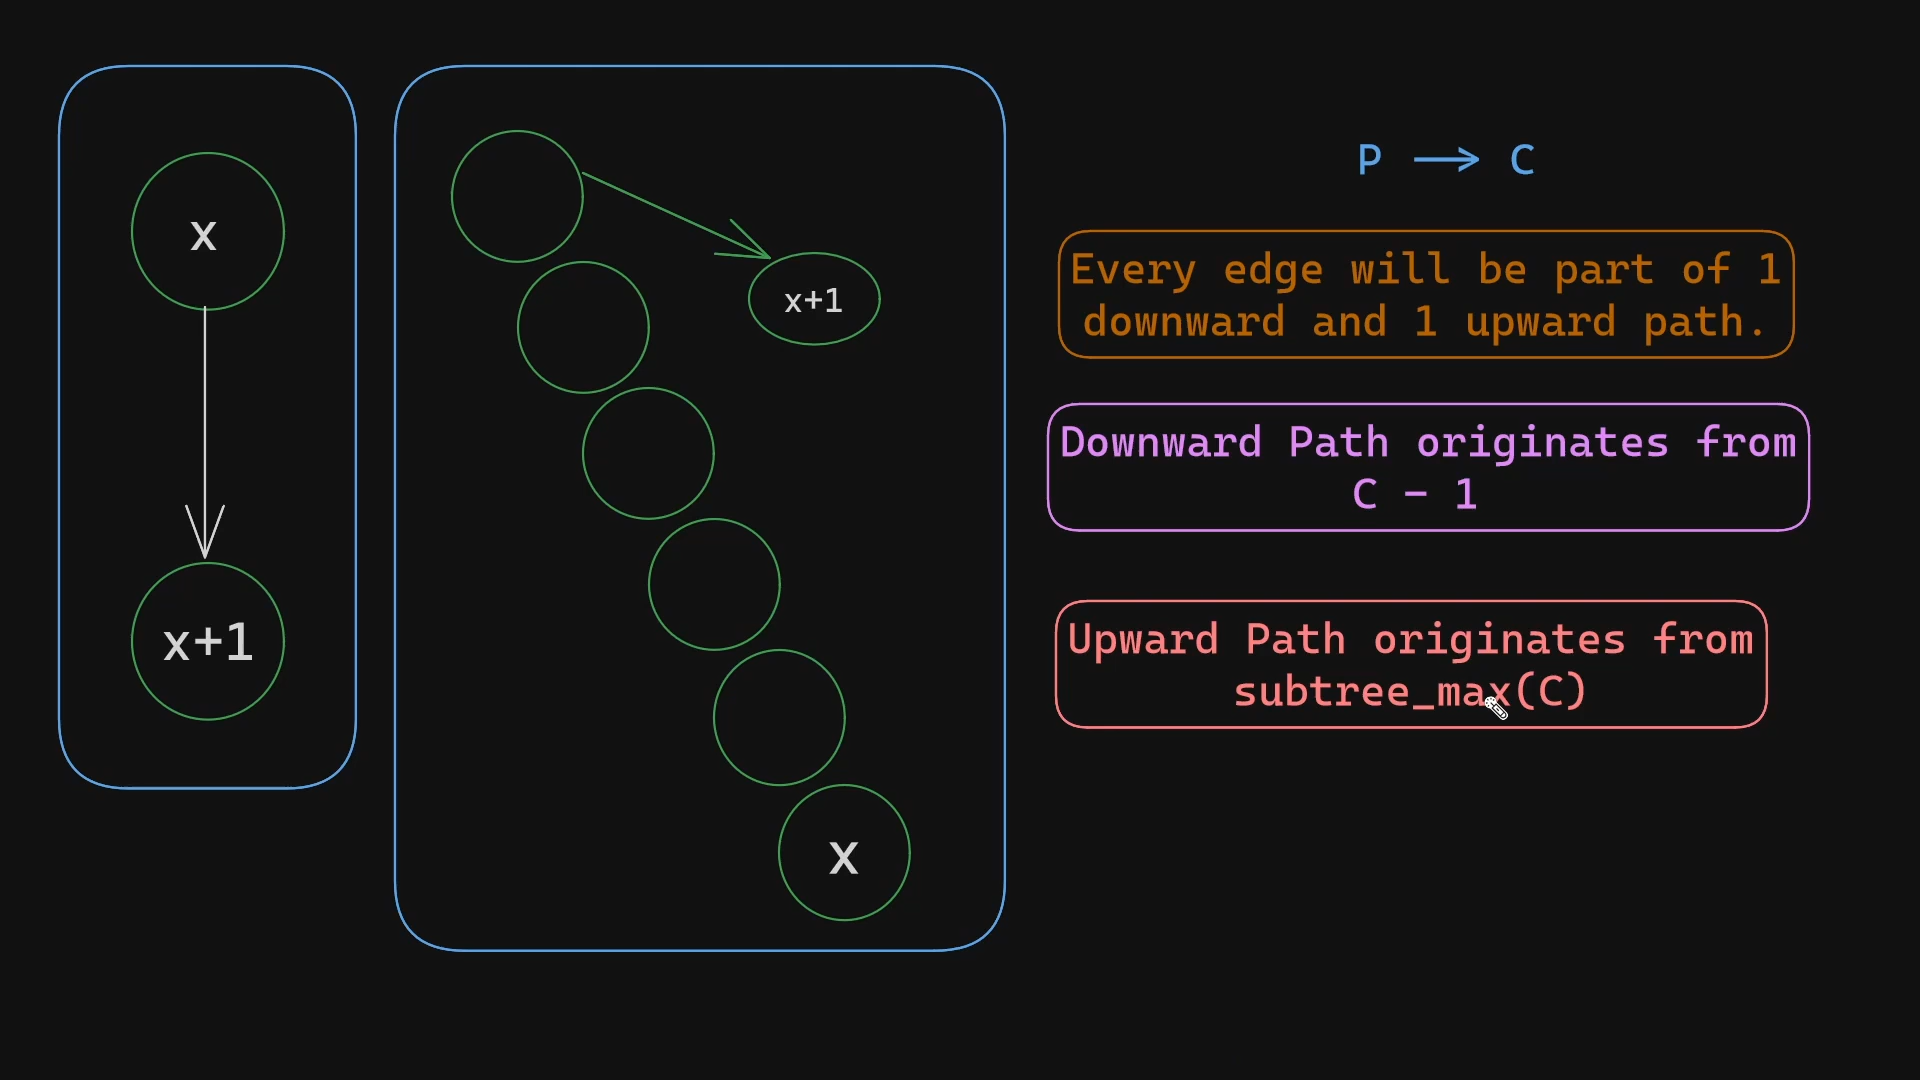 x
x+1
x+1
x
P → C
Every edge will be part of 1
downward and 1 upward path.
Downward Path originates from
C - 1
Upward Path originates from
subtree_max(C)